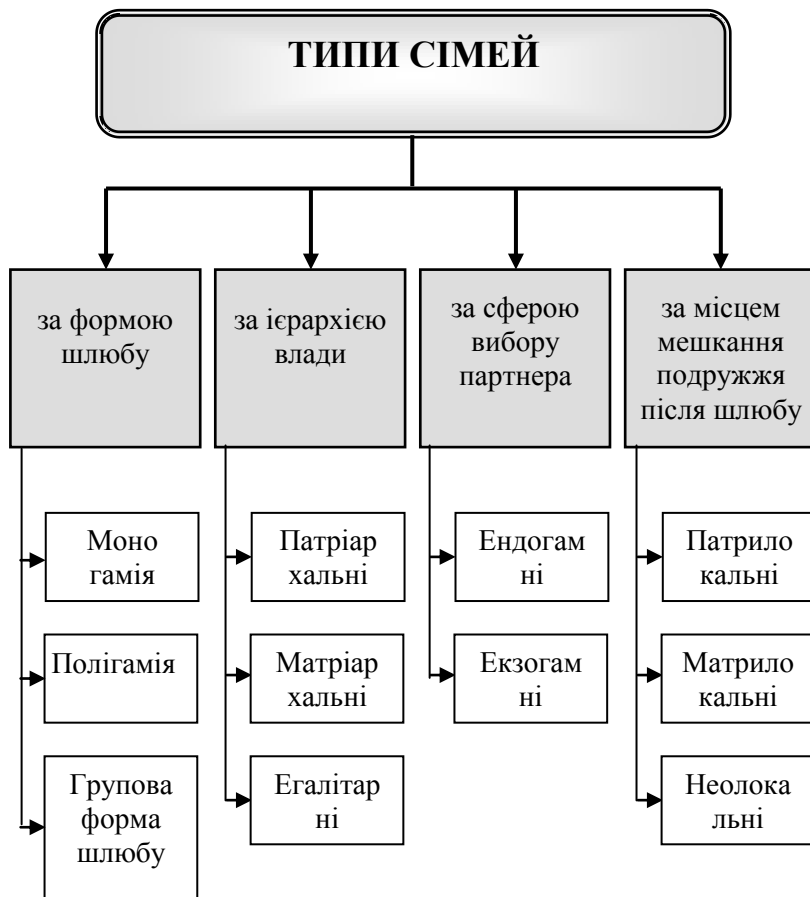 ТИПИ СІМЕЙ
за формою
шлюбу
за ієрархією
влади
за сферою
вибору
партнера
за місцем
мешкання
подружжя
після шлюбу
Моно
гамія
Полігамія
Групова
форма
шлюбу
Патріар
хальні
Матріар
хальні
Егалітар
ні
Ендогам
ні
Екзогам
ні
Патрило
кальні
Матрило
кальні
Неолока
льні